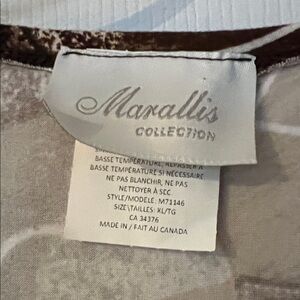 Marallis
COLLECTION
BASSE TEMPÉRATURE, REPASSER À
BASSE TEMPÉRATURE SI NÉCESSAIRE
NE PAS BLANCHIR, NE PAS
NETTOYER À SEC
STYLE/MODELE: M71146
SIZE\TAILLES: XL/TG
CA 34376
MADE IN / FAIT AU CANADA